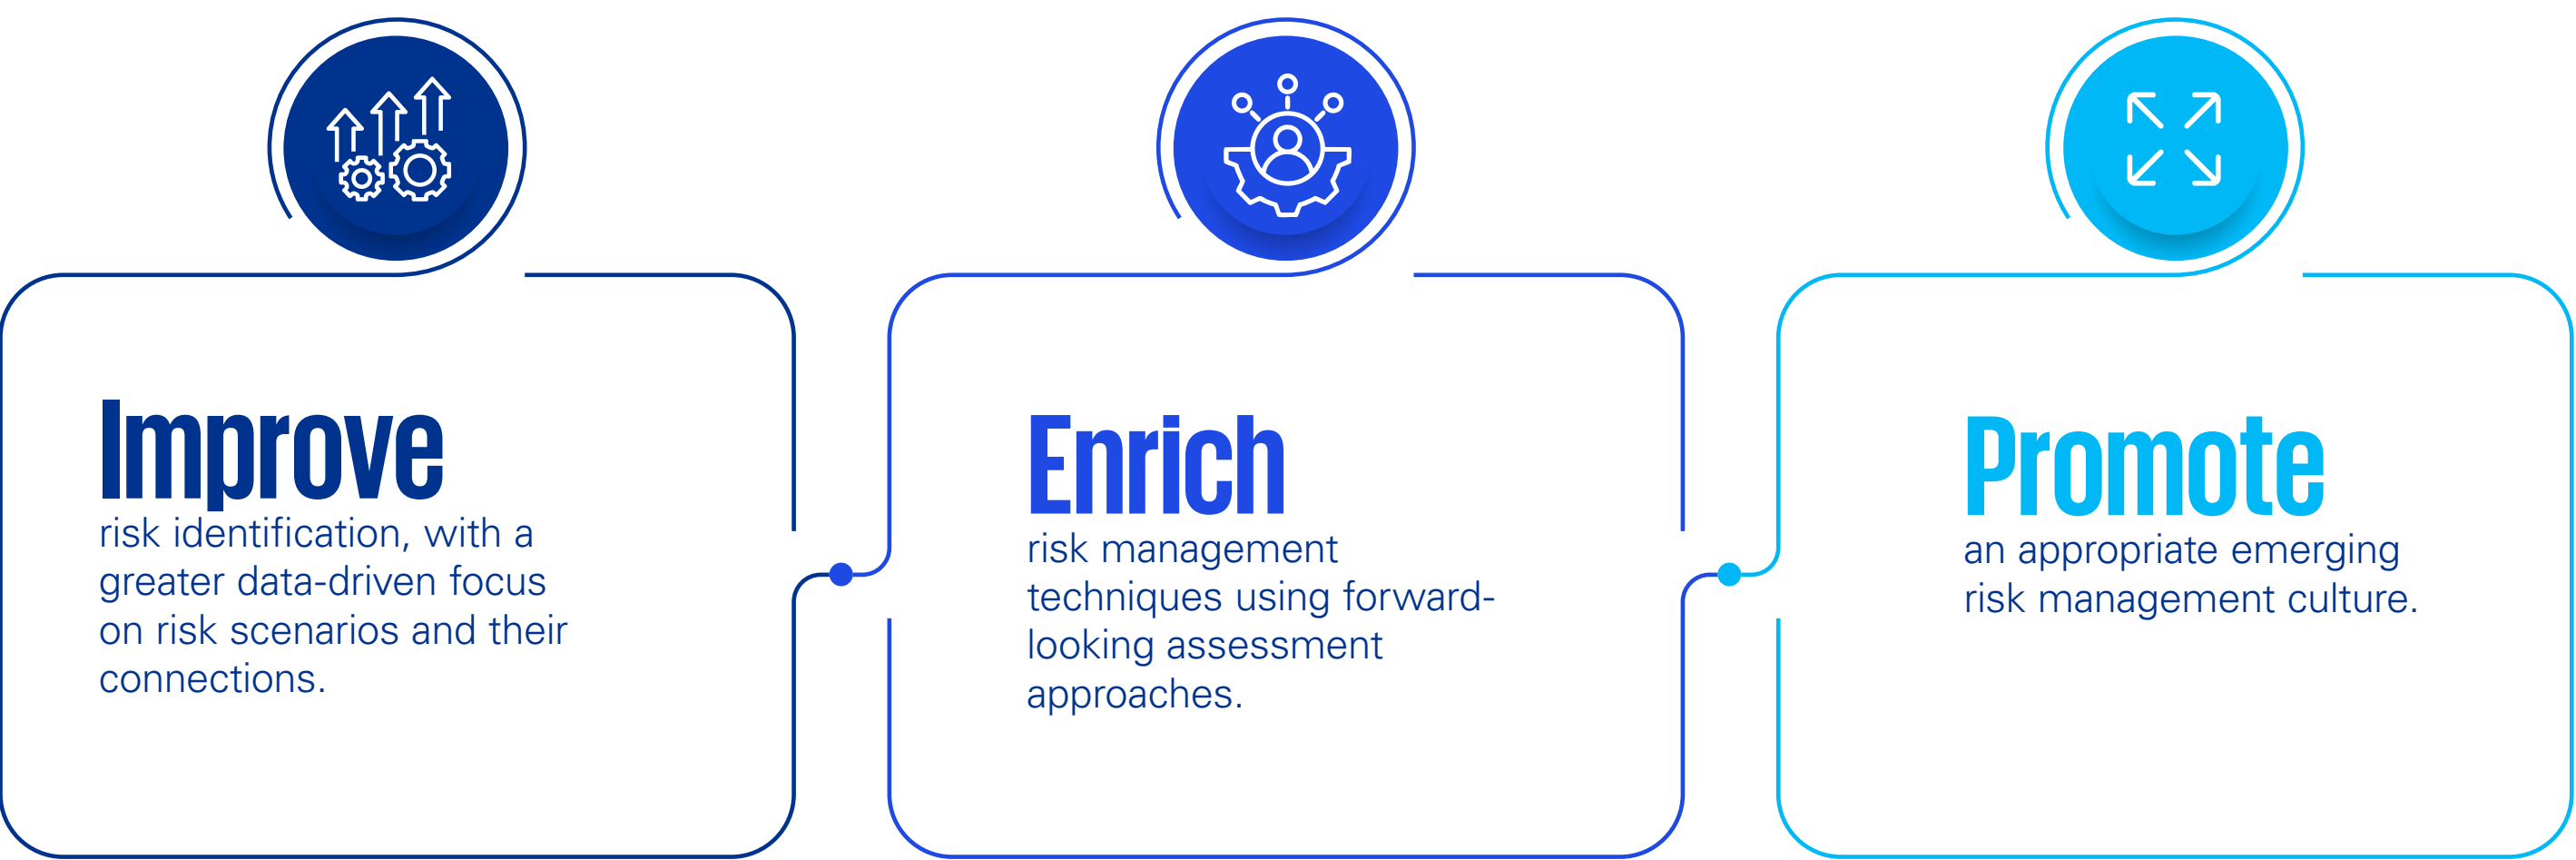 Improve
risk identification, with a
greater data-driven focus
on risk scenarios and their
connections.
Enrich
risk management
techniques using forward-
looking assessment
approaches.
Promote
an appropriate emerging
risk management culture.